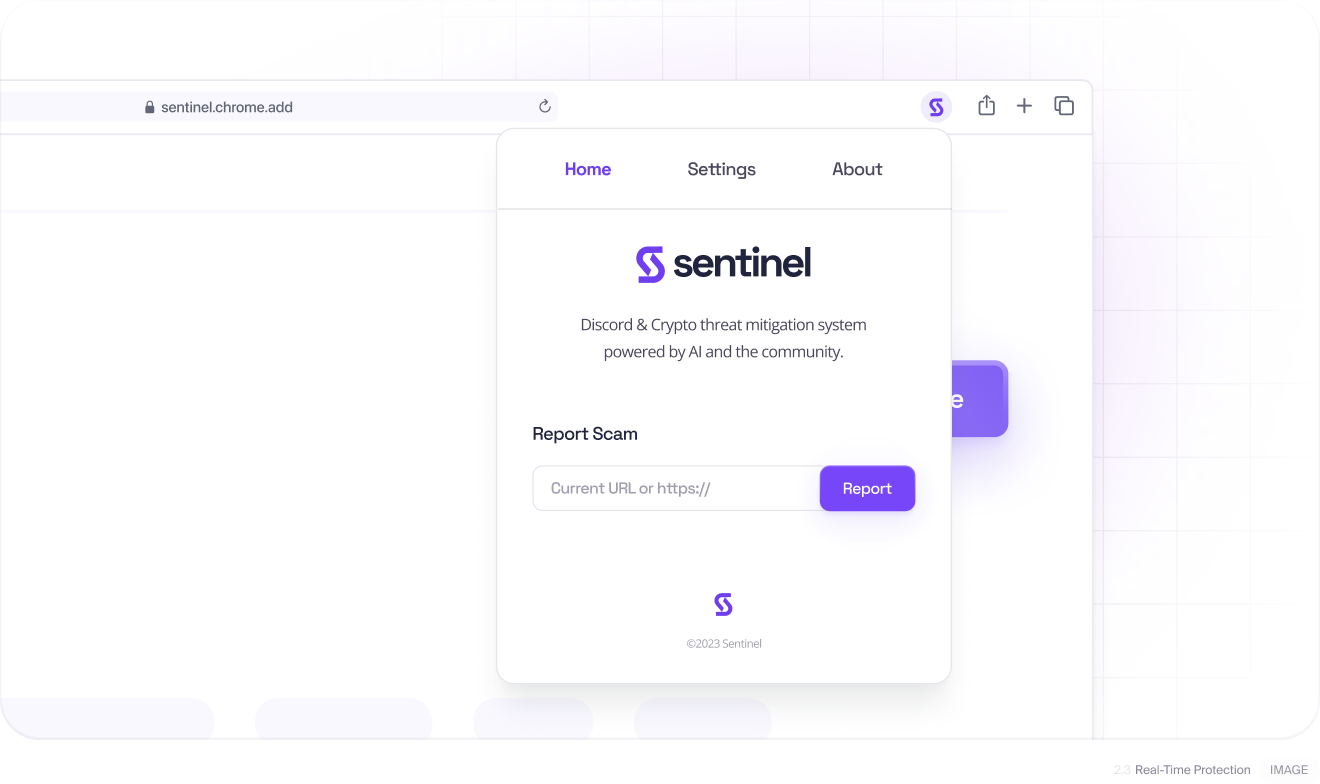 sentinel.chrome.add
Home Settings About
sentinel
Discord & Crypto threat mitigation system
powered by AI and the community.
e
Report Scam
Current URL or https://
Report
©2023 Sentinel
2.3 Real-Time Protection IMAGE